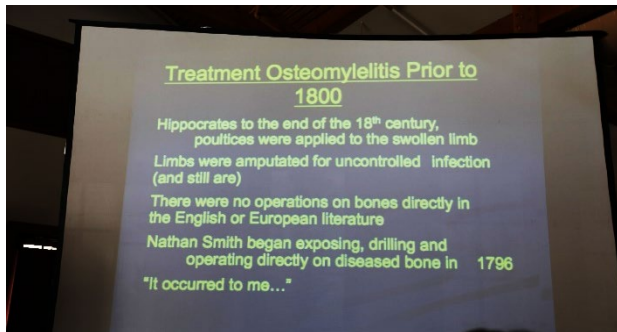 Treatment Osteomylelitis Prior to
1800
Hippocrates to the end of the 18th century,
poultices were applied to the swollen limb
Limbs were amputated for uncontrolled infection
(and still are)
There were no operations on bones directly in
the English or European literature
Nathan Smith began exposing, drilling and
operating directly on diseased bone in 1796
"It occurred to me..."